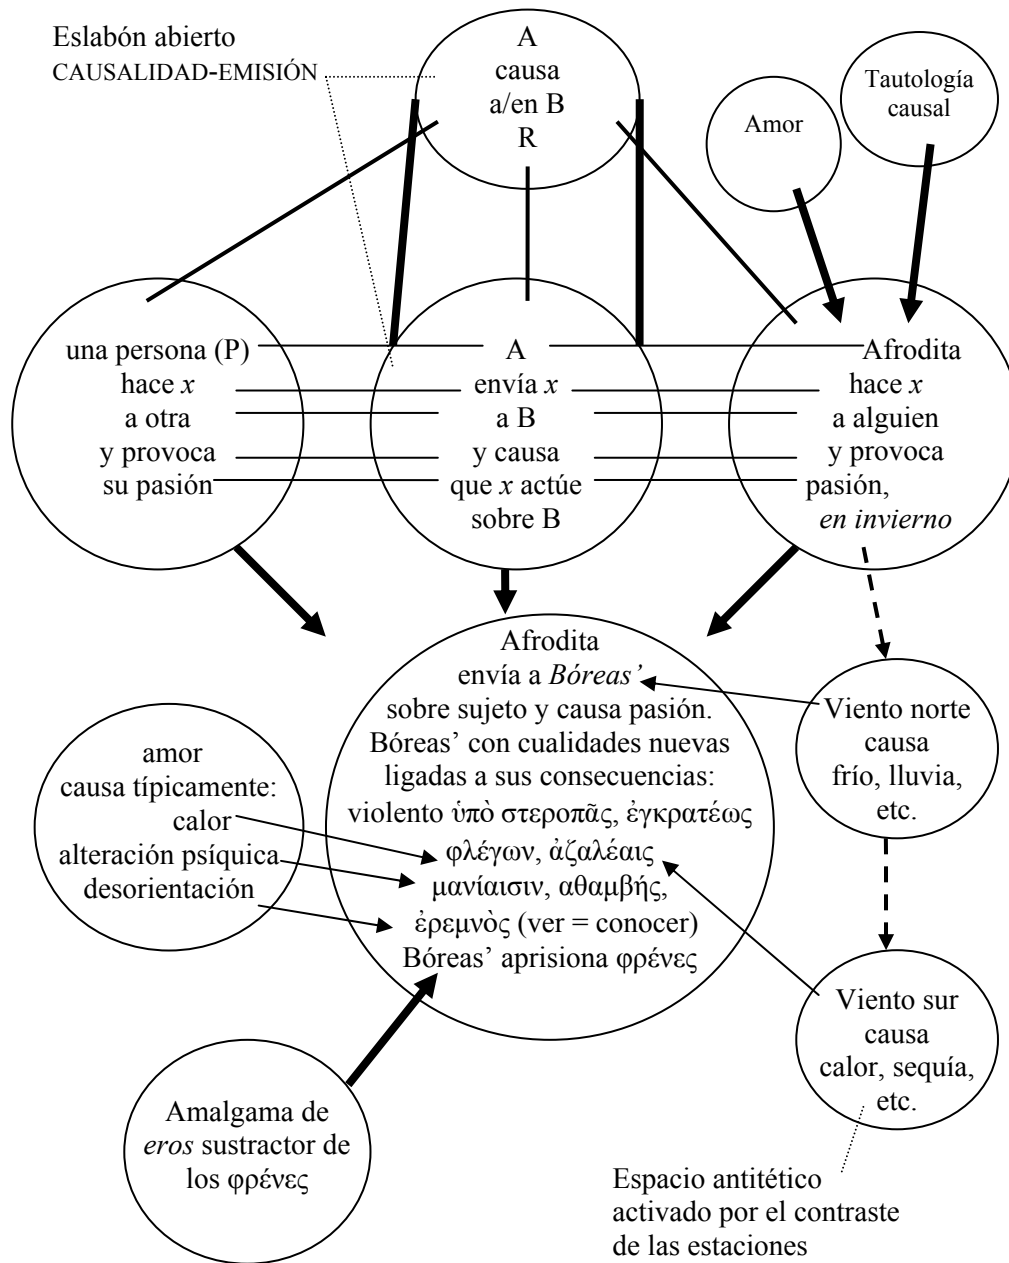 Eslabón abierto
CAUSALIDAD-EMISIÓN
A
causa
a/en B
R
Amor
Tautología
causal
una persona (P)
hace x
a otra
y provoca
su pasión
A
envía x
a B
y causa
que x actúe
sobre B
Afrodita
hace x
a alguien
y provoca
pasión,
en invierno
Afrodita
envía a Bóreas’
sobre sujeto y causa pasión.
Bóreas’ con cualidades nuevas
ligadas a sus consecuencias:
violento ὑπὸ στεροπᾶς, ἐγκρατέως
φλέγων, ἀζαλέαις
μανίαισιν, αθαμβής,
ἐρεμνὸς (ver = conocer)
Bóreas’ aprisiona φρένες
amor
causa típicamente:
calor
alteración psíquica
desorientación
Viento norte
causa
frío, lluvia,
etc.
Viento sur
causa
calor, sequía,
etc.
Amalgama de
eros sustractor de
los φρένες
Espacio antitético
activado por el contraste
de las estaciones